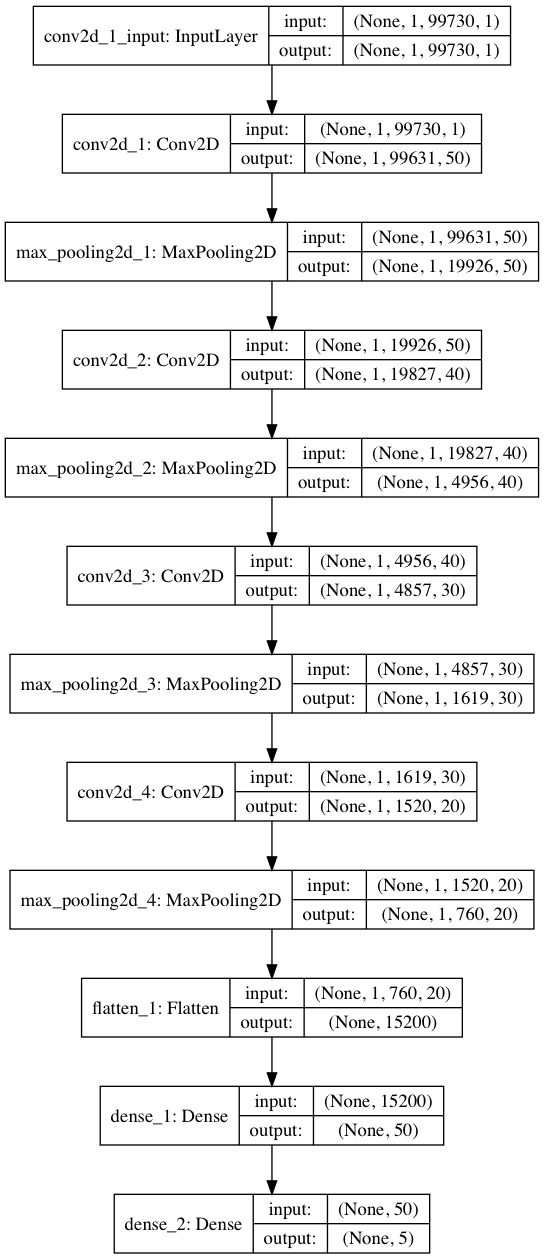 conv2d_1_input: InputLayer
input: (None, 1, 99730, 1)
output: (None, 1, 99730, 1)
conv2d_1: Conv2D
input: (None, 1, 99730, 1)
output: (None, 1, 99631, 50)
max_pooling2d_1: MaxPooling2D
input: (None, 1, 99631, 50)
output: (None, 1, 19926, 50)
conv2d_2: Conv2D
input: (None, 1, 19926, 50)
output: (None, 1, 19827, 40)
max_pooling2d_2: MaxPooling2D
input: (None, 1, 19827, 40)
output: (None, 1, 4956, 40)
conv2d_3: Conv2D
input: (None, 1, 4956, 40)
output: (None, 1, 4857, 30)
max_pooling2d_3: MaxPooling2D
input: (None, 1, 4857, 30)
output: (None, 1, 1619, 30)
conv2d_4: Conv2D
input: (None, 1, 1619, 30)
output: (None, 1, 1520, 20)
max_pooling2d_4: MaxPooling2D
input: (None, 1, 1520, 20)
output: (None, 1, 760, 20)
flatten_1: Flatten
input: (None, 1, 760, 20)
output: (None, 15200)
dense_1: Dense
input: (None, 15200)
output: (None, 50)
dense_2: Dense
input: (None, 50)
output: (None, 5)